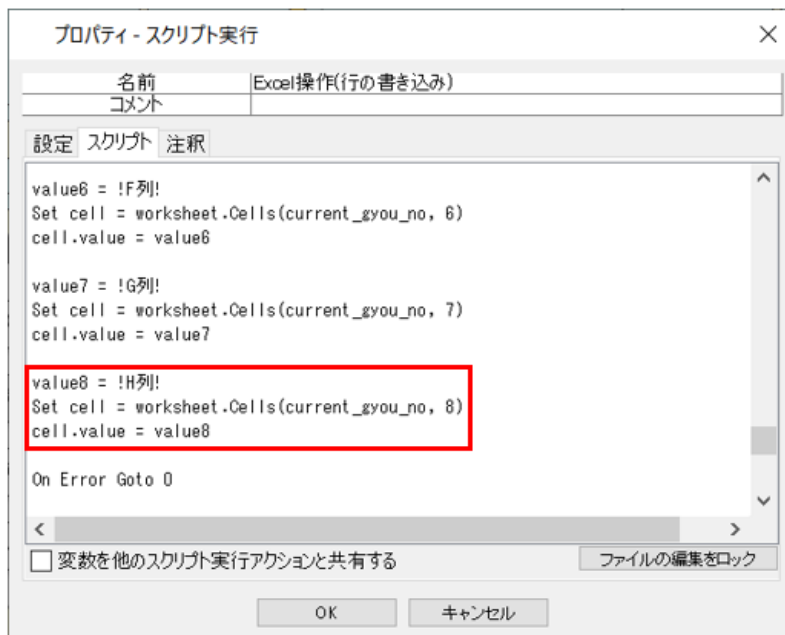 プロパティ - スクリプト実行
名前 Excel操作(行の書き込み)
コメント
設定 スクリプト 注釈
value6 = !F列!
Set cell = worksheet.Cells(current_gyou_no, 6)
cell.value = value6
value7 = !G列!
Set cell = worksheet.Cells(current_gyou_no, 7)
cell.value = value7
value8 = !H列!
Set cell = worksheet.Cells(current_gyou_no, 8)
cell.value = value8
On Error Goto 0
変数を他のスクリプト実行アクションと共有する ファイルの編集をロック
OK キャンセル